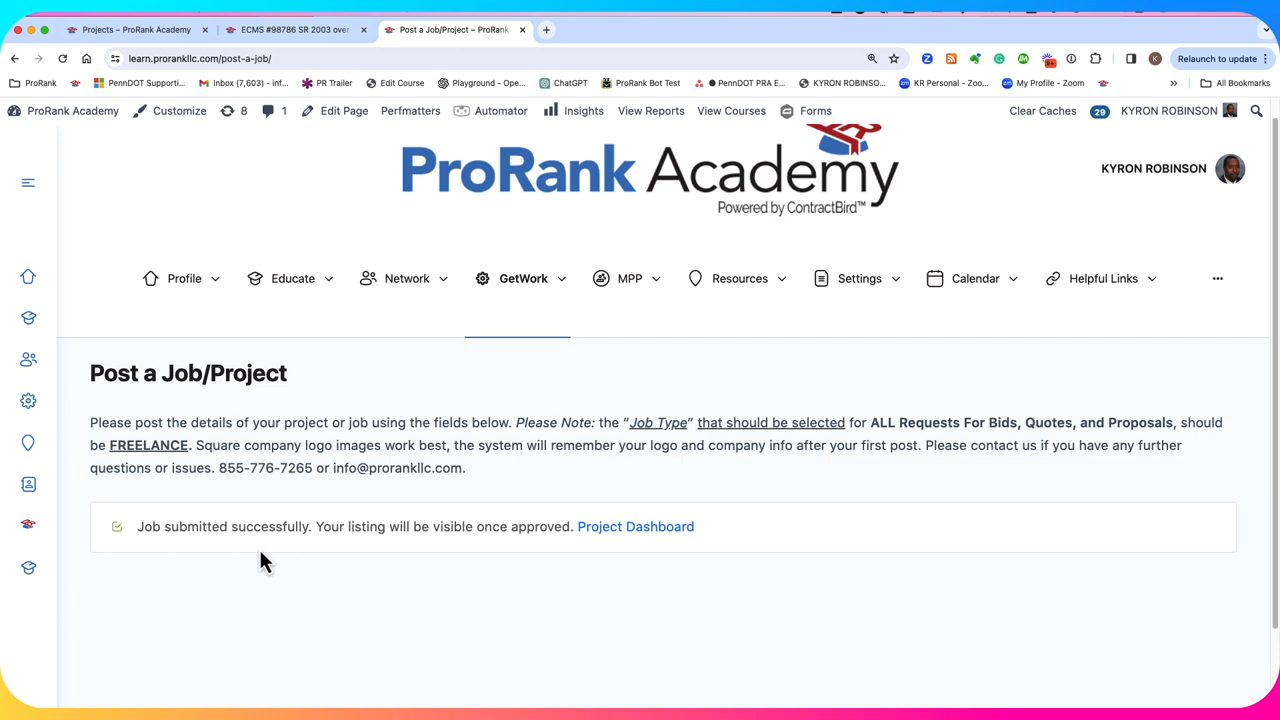 Projects – ProRank Academy
ECMS #98786 SR 2003 over
Post a Job/Project – ProRank
learn.prorankllc.com/post-a-job/
Relaunch to update
ProRank
PennDOT Supporti...
Inbox (7,603) - inf...
PR Trailer
Edit Course
Playground - Ope...
ChatGPT
ProRank Bot Test
PennDOT PRA E...
KYRON ROBINSO...
KR Personal - Zoo...
My Profile - Zoom
»
All Bookmarks
ProRank Academy
Customize
8
1
Edit Page
Perfmatters
Automator
Insights
View Reports
View Courses
Forms
Clear Caches
29
KYRON ROBINSON
ProRank Academy
Powered by ContractBird™
KYRON ROBINSON
Profile
Educate
Network
GetWork
MPP
Resources
Settings
Calendar
Helpful Links
Post a Job/Project
Please post the details of your project or job using the fields below. Please Note: the “Job Type” that should be selected for ALL Requests For Bids, Quotes, and Proposals, should
be FREELANCE. Square company logo images work best, the system will remember your logo and company info after your first post. Please contact us if you have any further
questions or issues. 855-776-7265 or info@prorankllc.com.
Job submitted successfully. Your listing will be visible once approved. Project Dashboard